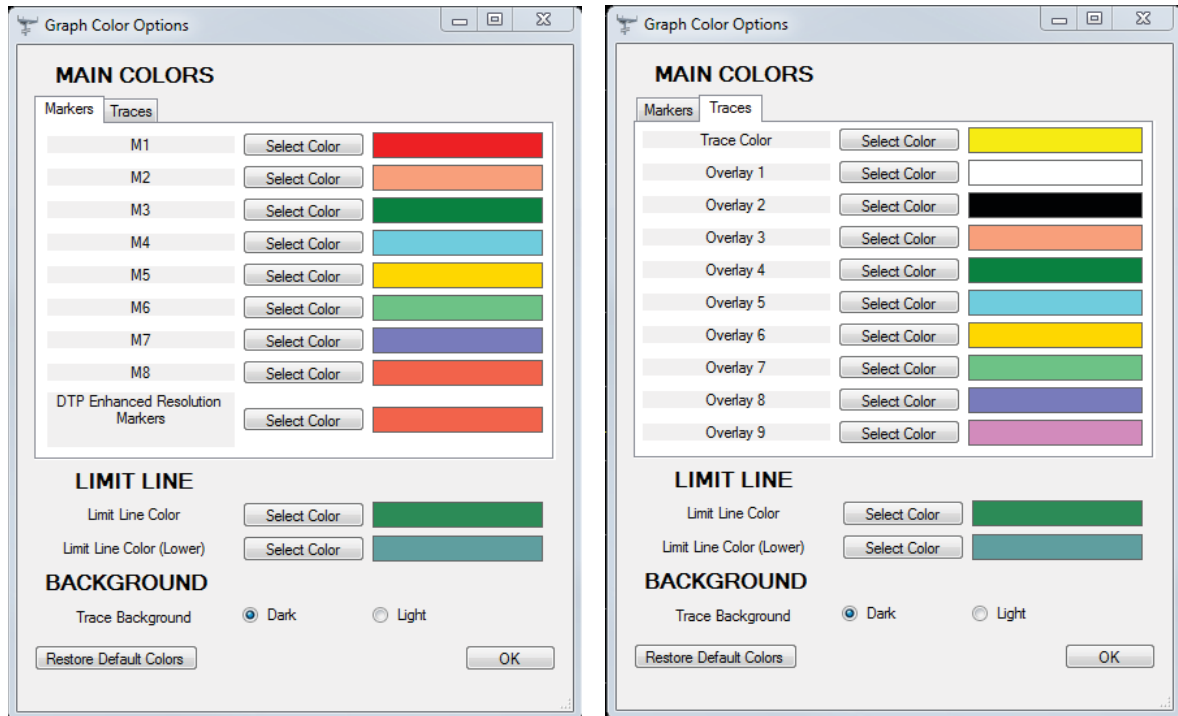 Graph Color Options
MAIN COLORS
Markers Traces
M1 Select Color
M2 Select Color
M3 Select Color
M4 Select Color
M5 Select Color
M6 Select Color
M7 Select Color
M8 Select Color
DTP Enhanced Resolution
Markers
Select Color
LIMIT LINE
Limit Line Color Select Color
Limit Line Color (Lower) Select Color
BACKGROUND
Trace Background Dark Light
Restore Default Colors OK
Graph Color Options
MAIN COLORS
Markers Traces
Trace Color Select Color
Overlay 1 Select Color
Overlay 2 Select Color
Overlay 3 Select Color
Overlay 4 Select Color
Overlay 5 Select Color
Overlay 6 Select Color
Overlay 7 Select Color
Overlay 8 Select Color
Overlay 9 Select Color
LIMIT LINE
Limit Line Color Select Color
Limit Line Color (Lower) Select Color
BACKGROUND
Trace Background Dark Light
Restore Default Colors OK